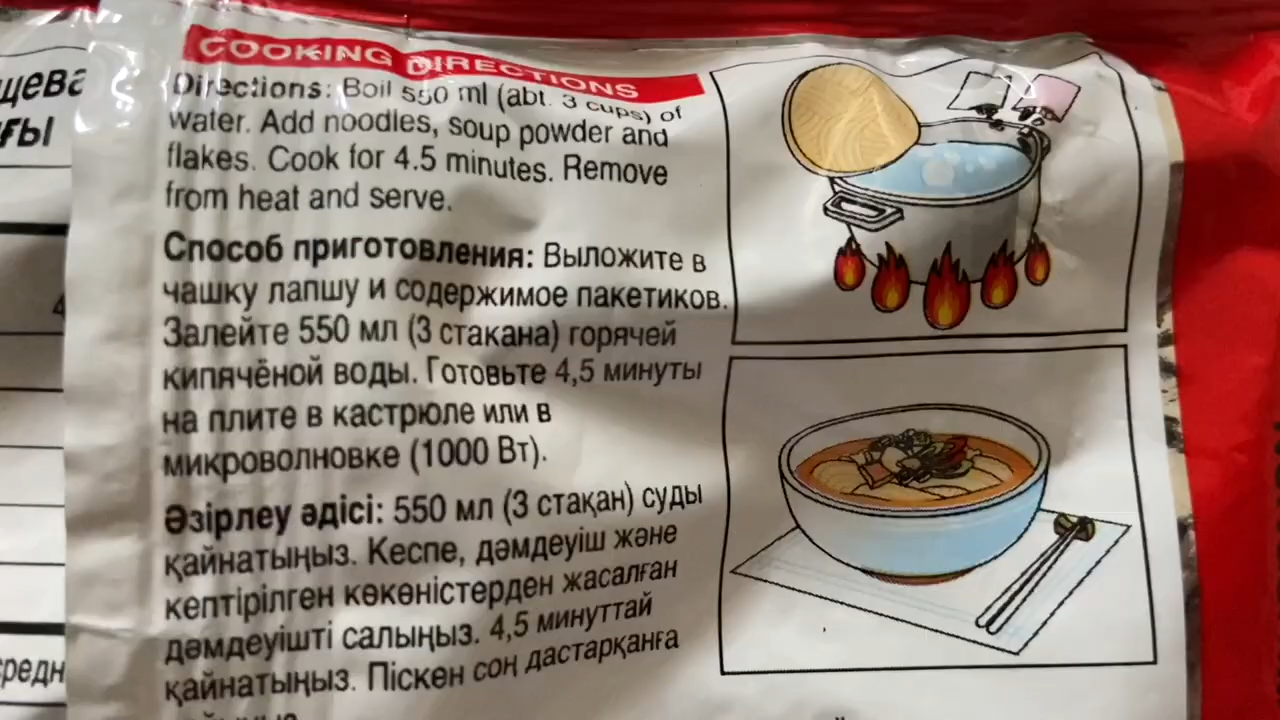 COOKING DIRECTIONS
Directions: Boil 550 ml (abt. 3 cups) of
water. Add noodles, soup powder and
flakes. Cook for 4.5 minutes. Remove
from heat and serve.
Способ приготовления: Выложите в
чашку лапшу и содержимое пакетиков.
Залейте 550 мл (3 стакана) горячей
кипячёной воды. Готовьте 4,5 минуты
на плите в кастрюле или в
микроволновке (1000 Вт).
Әзірлеу әдісі: 550 мл (3 стақан) суды
қайнатыңыз. Кеспе, дәмдеуіш және
кептірілген көкөністерден жасалған
дәмдеуішті салыңыз. 4,5 минуттай
қайнатыңыз. Піскен соң дастарқанға